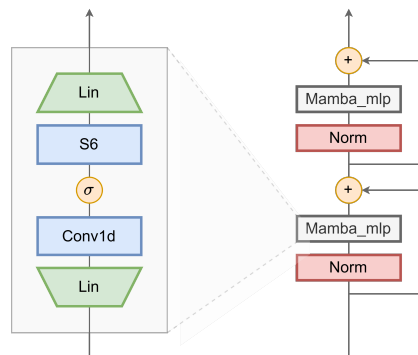 Lin
S6
σ
Conv1d
Lin
+
Mamba_mlp
Norm
+
Mamba_mlp
Norm